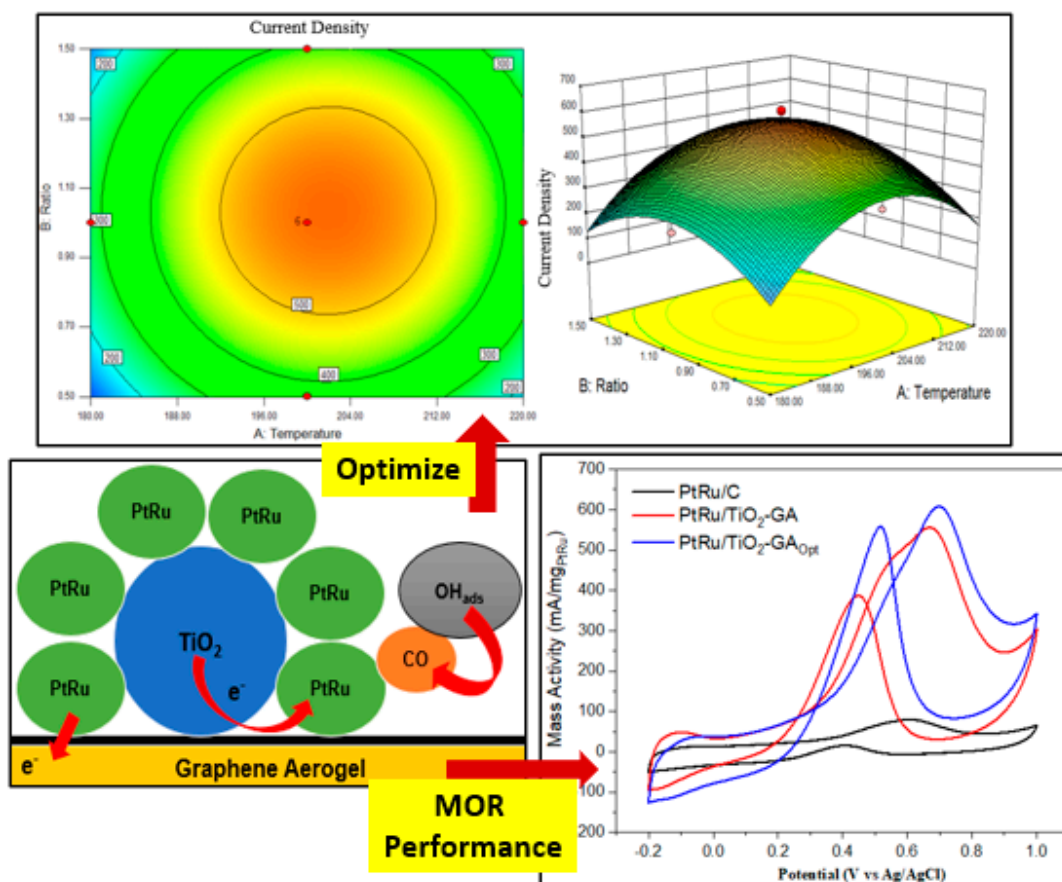 Current Density
1.50
1.30
1.10
0.90
0.70
0.50
B: Ratio
200
300
300
300
6
500
400
200
300
200
180.00
188.00
196.00
204.00
212.00
220.00
A: Temperature
700
600
500
400
300
200
100
0
Current Density
1.50
1.30
1.10
0.90
0.70
0.50
B: Ratio
180.00
188.00
196.00
204.00
212.00
220.00
A: Temperature
Optimize
PtRu
PtRu
PtRu
PtRu
PtRu
PtRu
TiO2
e-
OHads
CO
e-
Graphene Aerogel
MOR
Performance
700
600
500
400
300
200
100
0
100
200
Mass Activity (mA/mgPtRu)
PtRu/C
PtRu/TiO2-GA
PtRu/TiO2-GAOpt
-0.2
0.0
0.2
0.4
0.6
0.8
1.0
Potential (V vs Ag/AgCl)